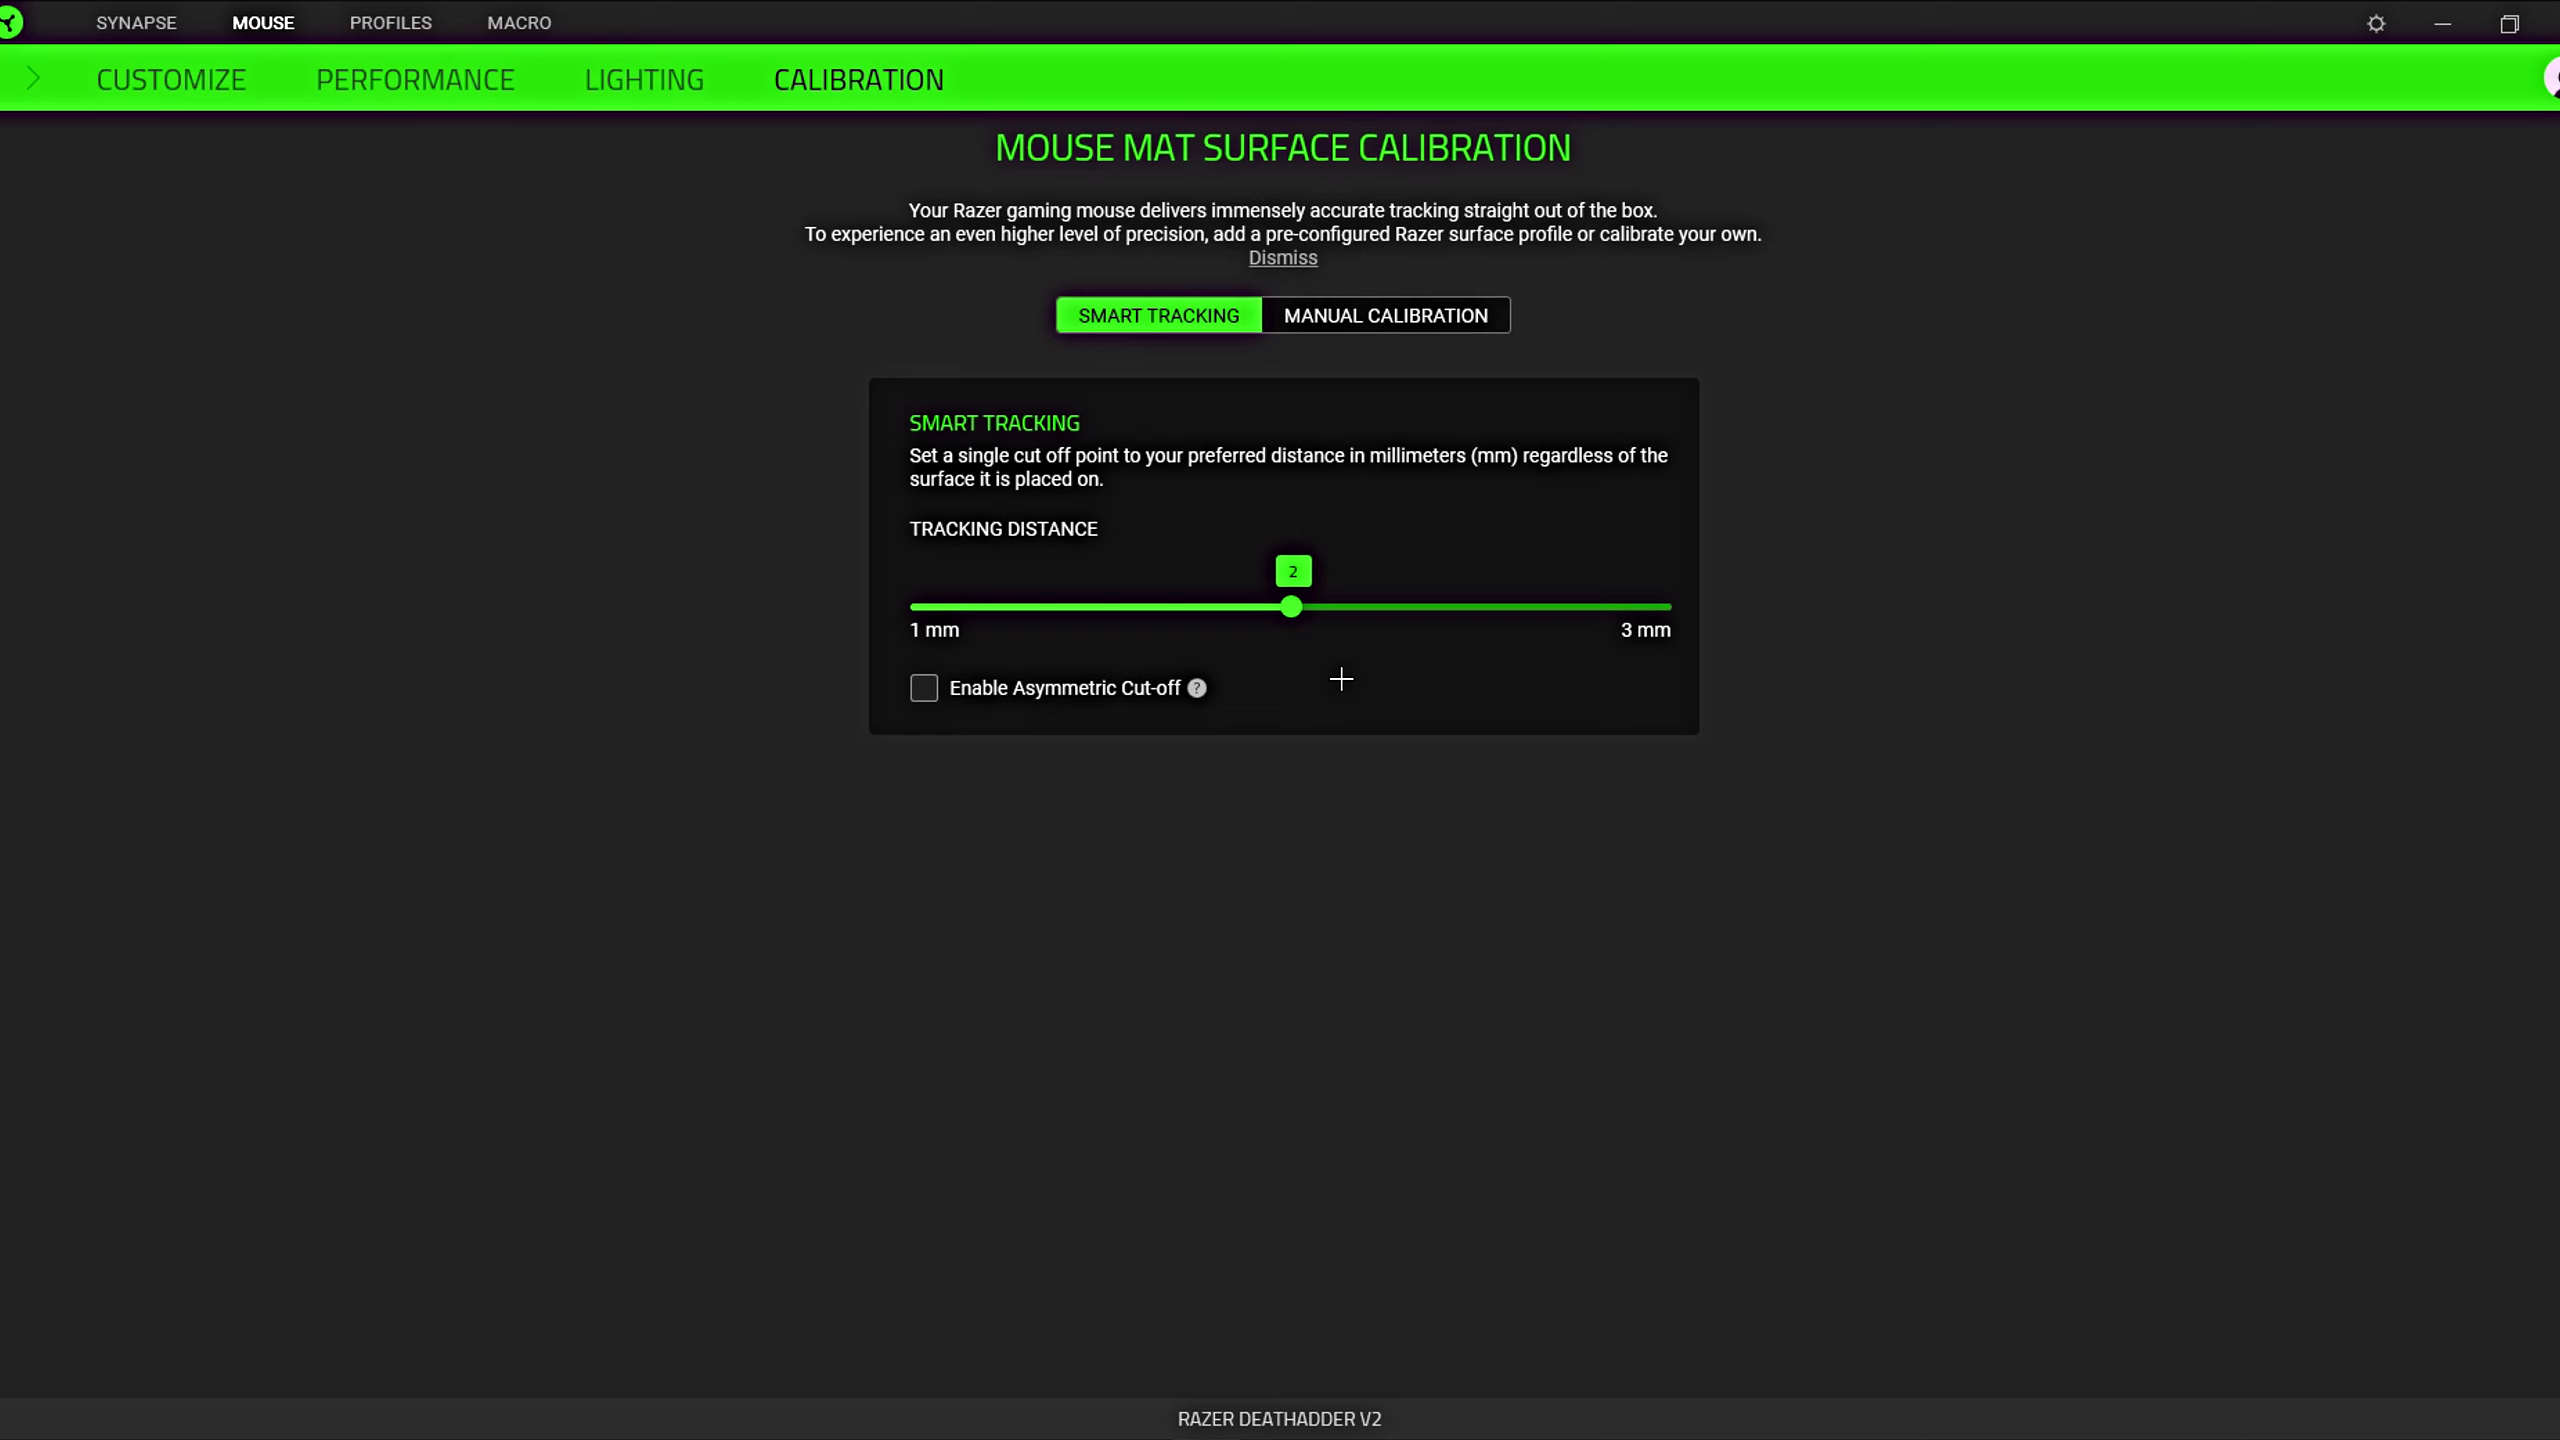 SYNAPSE MOUSE PROFILES MACRO
CUSTOMIZE PERFORMANCE LIGHTING CALIBRATION
MOUSE MAT SURFACE CALIBRATION
Your Razer gaming mouse delivers immensely accurate tracking straight out of the box.
To experience an even higher level of precision, add a pre-configured Razer surface profile or calibrate your own.
Dismiss
SMART TRACKING MANUAL CALIBRATION
SMART TRACKING
Set a single cut off point to your preferred distance in millimeters (mm) regardless of the
surface it is placed on.
TRACKING DISTANCE
2
1 mm 3 mm
Enable Asymmetric Cut-off ?
RAZER DEATHADDER V2